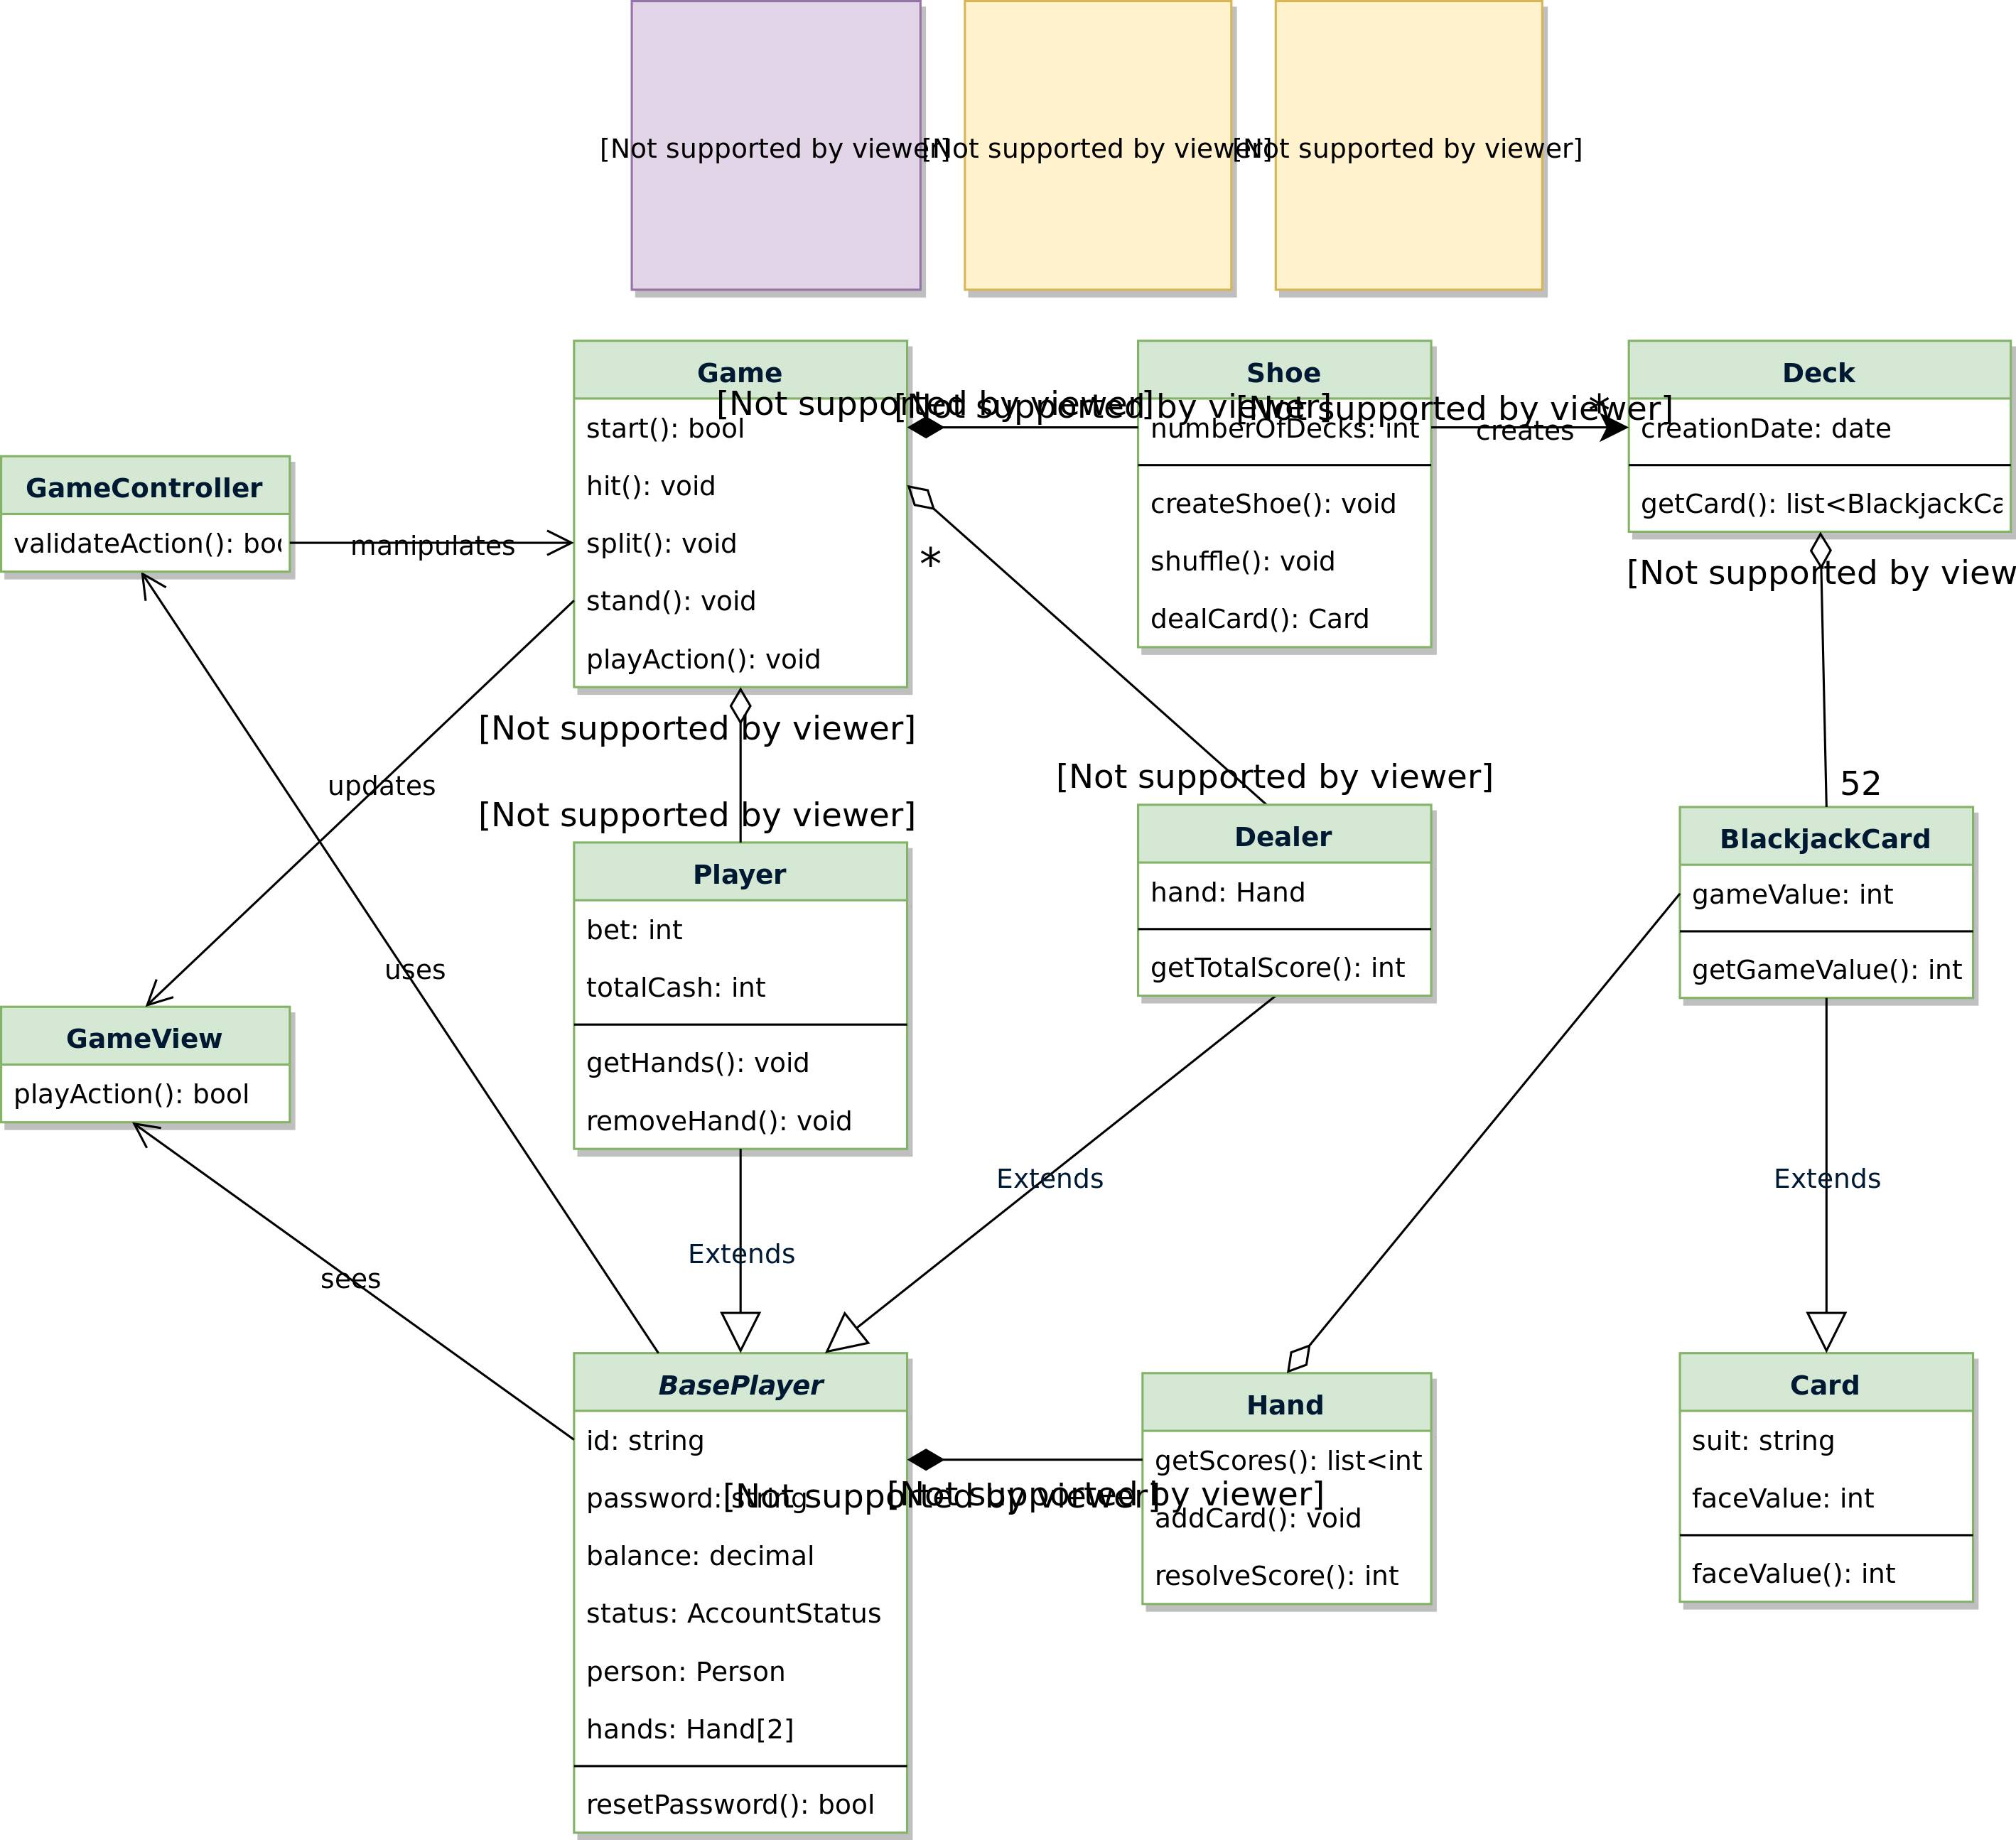 [Not supported by viewer]
[Not supported by viewer]
[Not supported by viewer]
Game
[Not supported by viewer]
start(): bool
hit(): void
split(): void
stand(): void
playAction(): void
[Not supported by viewer]
Shoe
[Not supported by viewer]
numberOfDecks: int
createShoe(): void
shuffle(): void
dealCard(): Card
*
creates
Deck
creationDate: date
getCard(): list<BlackjackCa
[Not supported by view
GameController
validateAction(): boo
manipulates
*
[Not supported by viewer]
updates
[Not supported by viewer]
[Not supported by viewer]
52
Player
bet: int
totalCash: int
getHands(): void
removeHand(): void
Dealer
hand: Hand
getTotalScore(): int
BlackjackCard
gameValue: int
getGameValue(): int
uses
GameView
playAction(): bool
Extends
Extends
Extends
sees
BasePlayer
id: string
password: string
balance: decimal
status: AccountStatus
person: Person
hands: Hand[2]
resetPassword(): bool
[Not supported by viewer]
[Not supported by viewer]
Hand
getScores(): list<int
addCard(): void
resolveScore(): int
Card
suit: string
faceValue: int
faceValue(): int